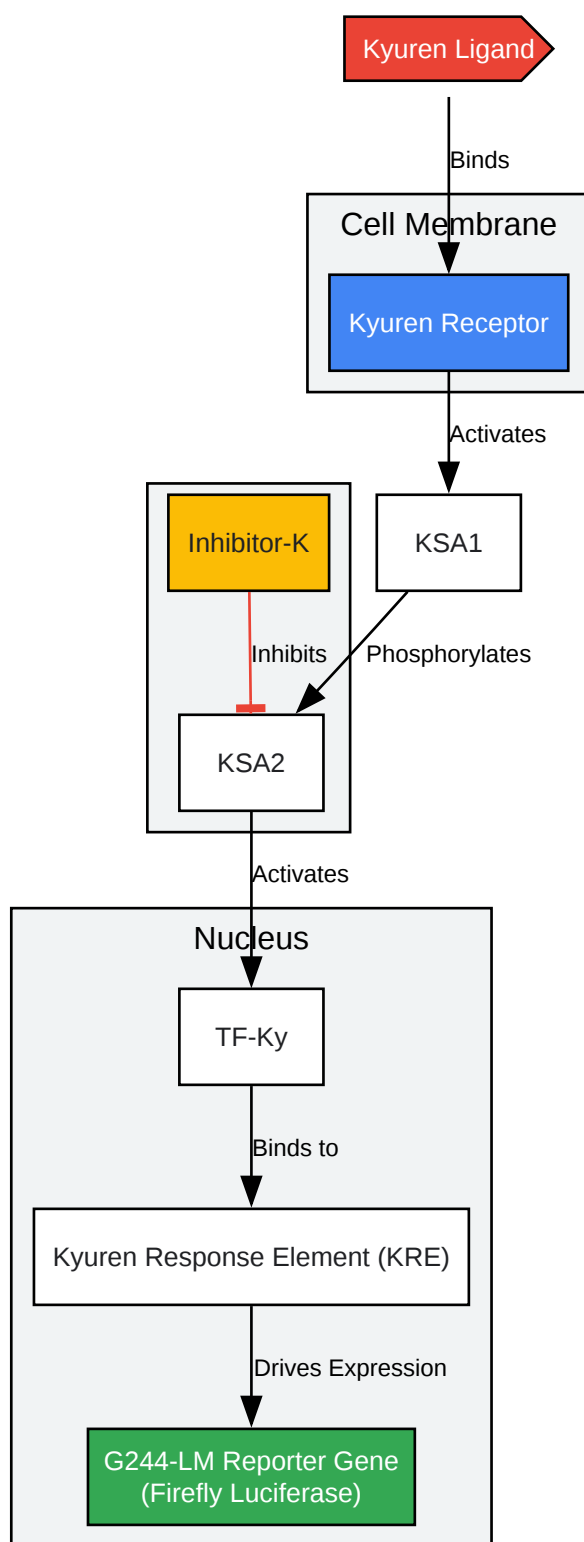 Kyuren Ligand
Binds
Cell Membrane
Kyuren Receptor
Activates
Inhibitor-K
KSA1
Inhibits
Phosphorylates
KSA2
Activates
Nucleus
TF-Ky
Binds to
Kyuren Response Element (KRE)
Drives Expression
G244-LM Reporter Gene
(Firefly Luciferase)